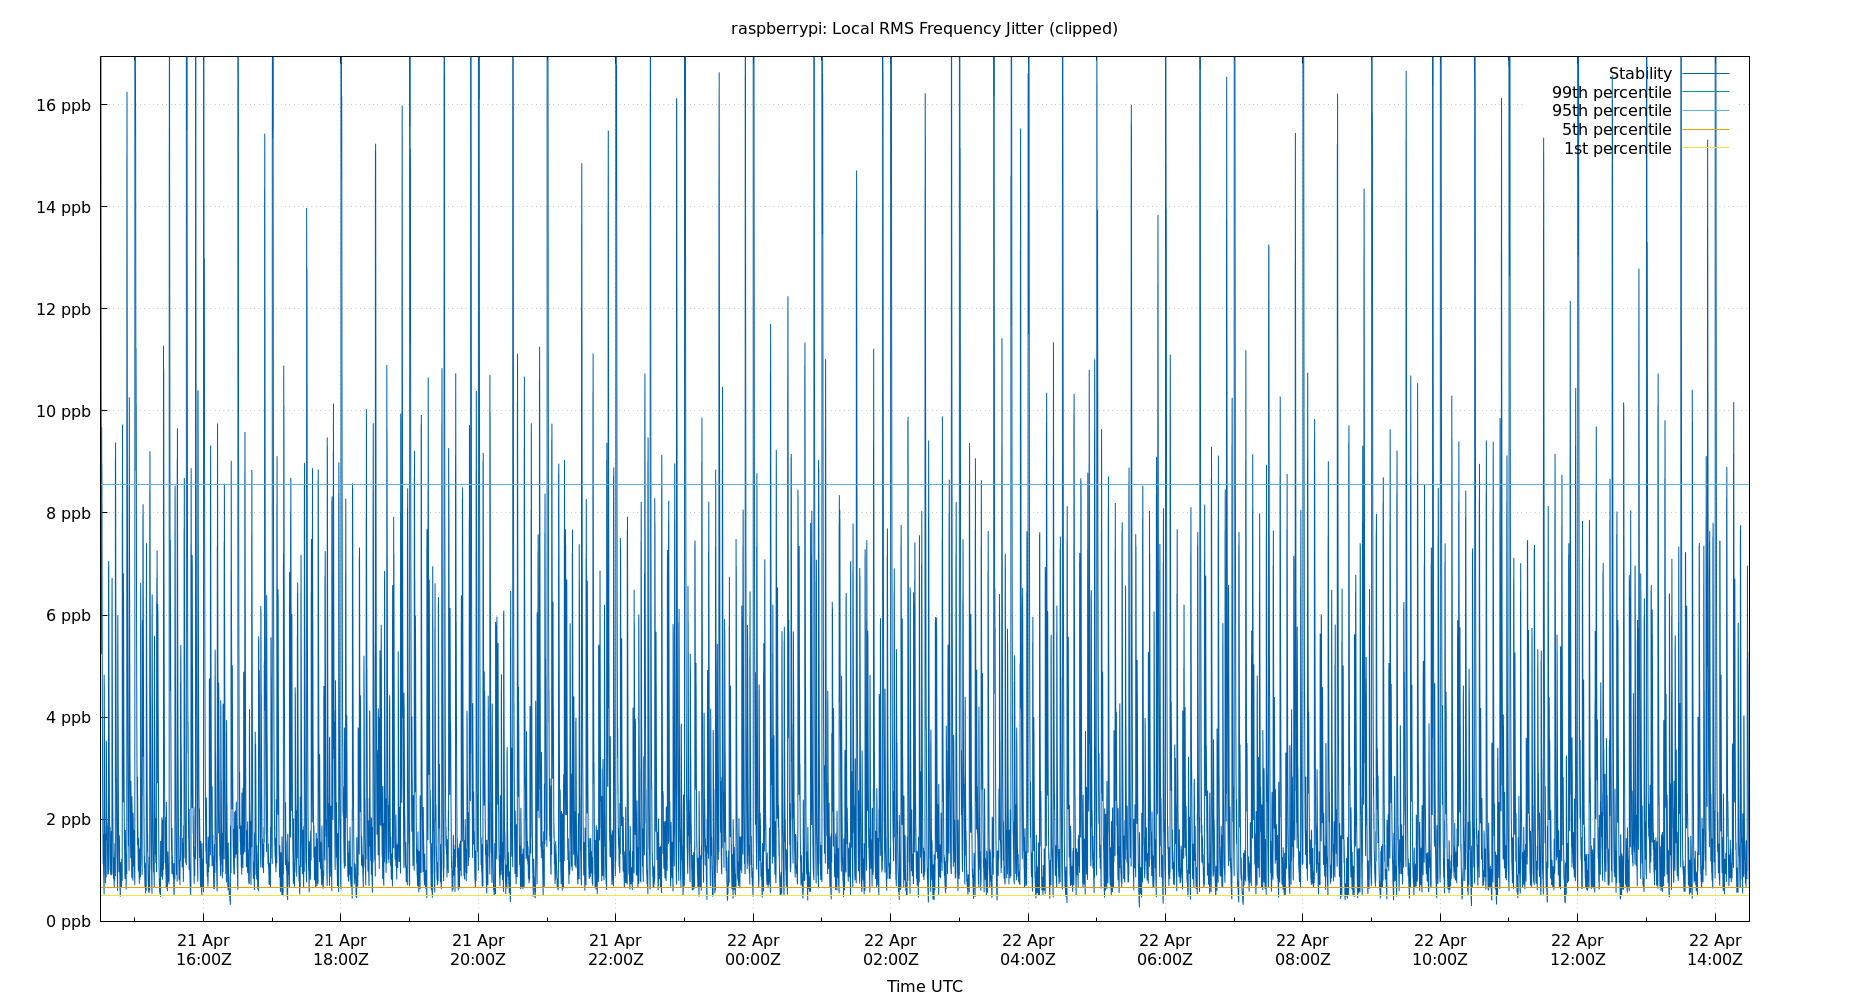 raspberrypi: Local RMS Frequency Jitter (clipped)
Stability
99th percentile
95th percentile
5th percentile
1st percentile
16 ppb
14 ppb
12 ppb
10 ppb
8 ppb
6 ppb
4 ppb
2 ppb
0 ppb
21 Apr 21 Apr 21 Apr 21 Apr 22 Apr 22 Apr 22 Apr 22 Apr 22 Apr 22 Apr 22 Apr 22 Apr
16:00Z 18:00Z 20:00Z 22:00Z 00:00Z 02:00Z 04:00Z 06:00Z 08:00Z 10:00Z 12:00Z 14:00Z
Time UTC